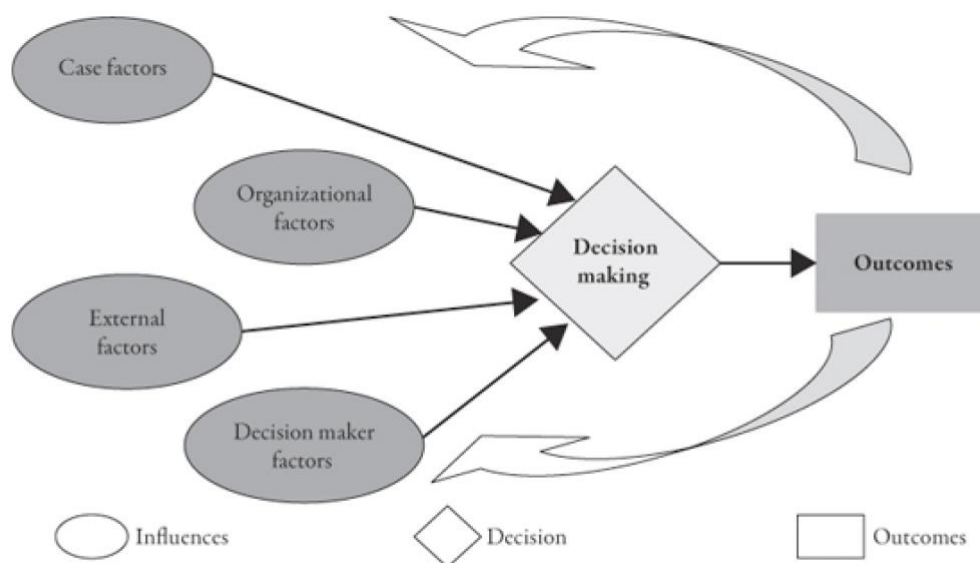 Case factors
Organizational
factors
Decision
making
Outcomes
External
factors
Decision maker
factors
Influences
Decision
Outcomes